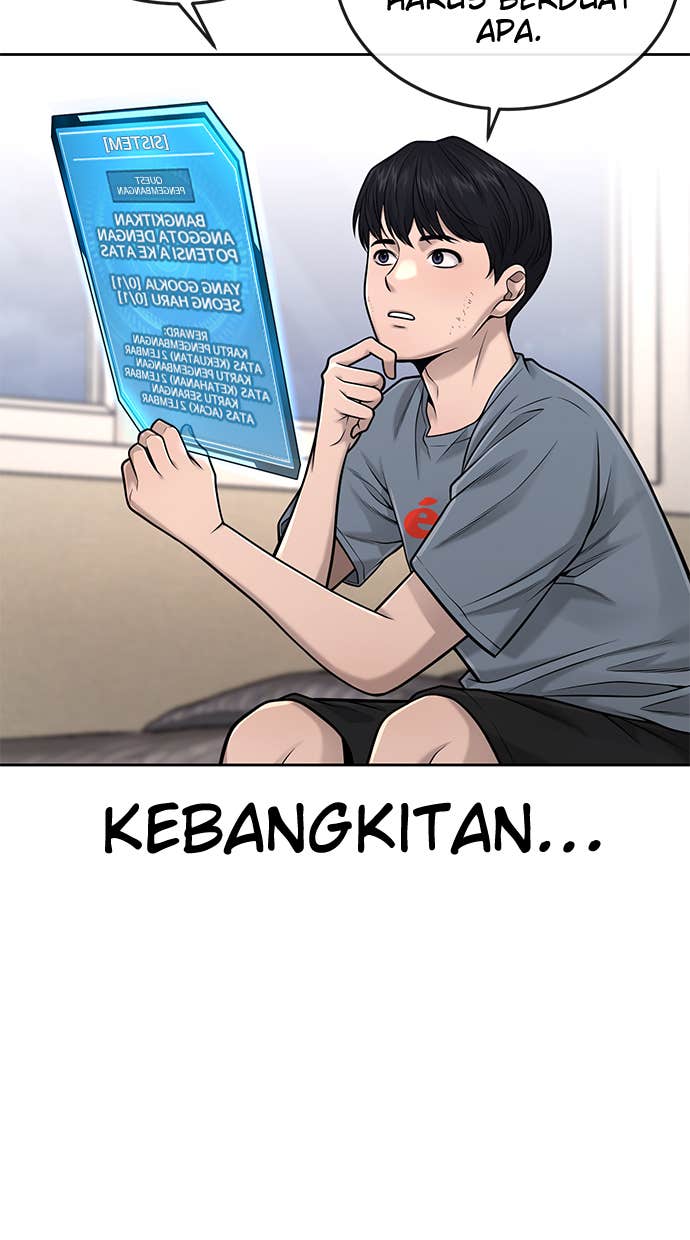 HARUS BERBUAT
APA.
[SISTEM]
QUEST
PENGEMBANGAN
BANGKITKAN
ANGGOTA DENGAN
POTENSI A KE ATAS
YANG GOOKJA [0/1]
SEONG HARU [0/1]
REWARD:
KARTU PENGEMBANGAN
ATAS (KEKUATAN) 2 LEMBAR
KARTU PENGEMBANGAN
ATAS (KETAHANAN) 2 LEMBAR
KARTU SERANGAN
ATAS (ACAK) 2 LEMBAR
é
KEBANGKITAN...